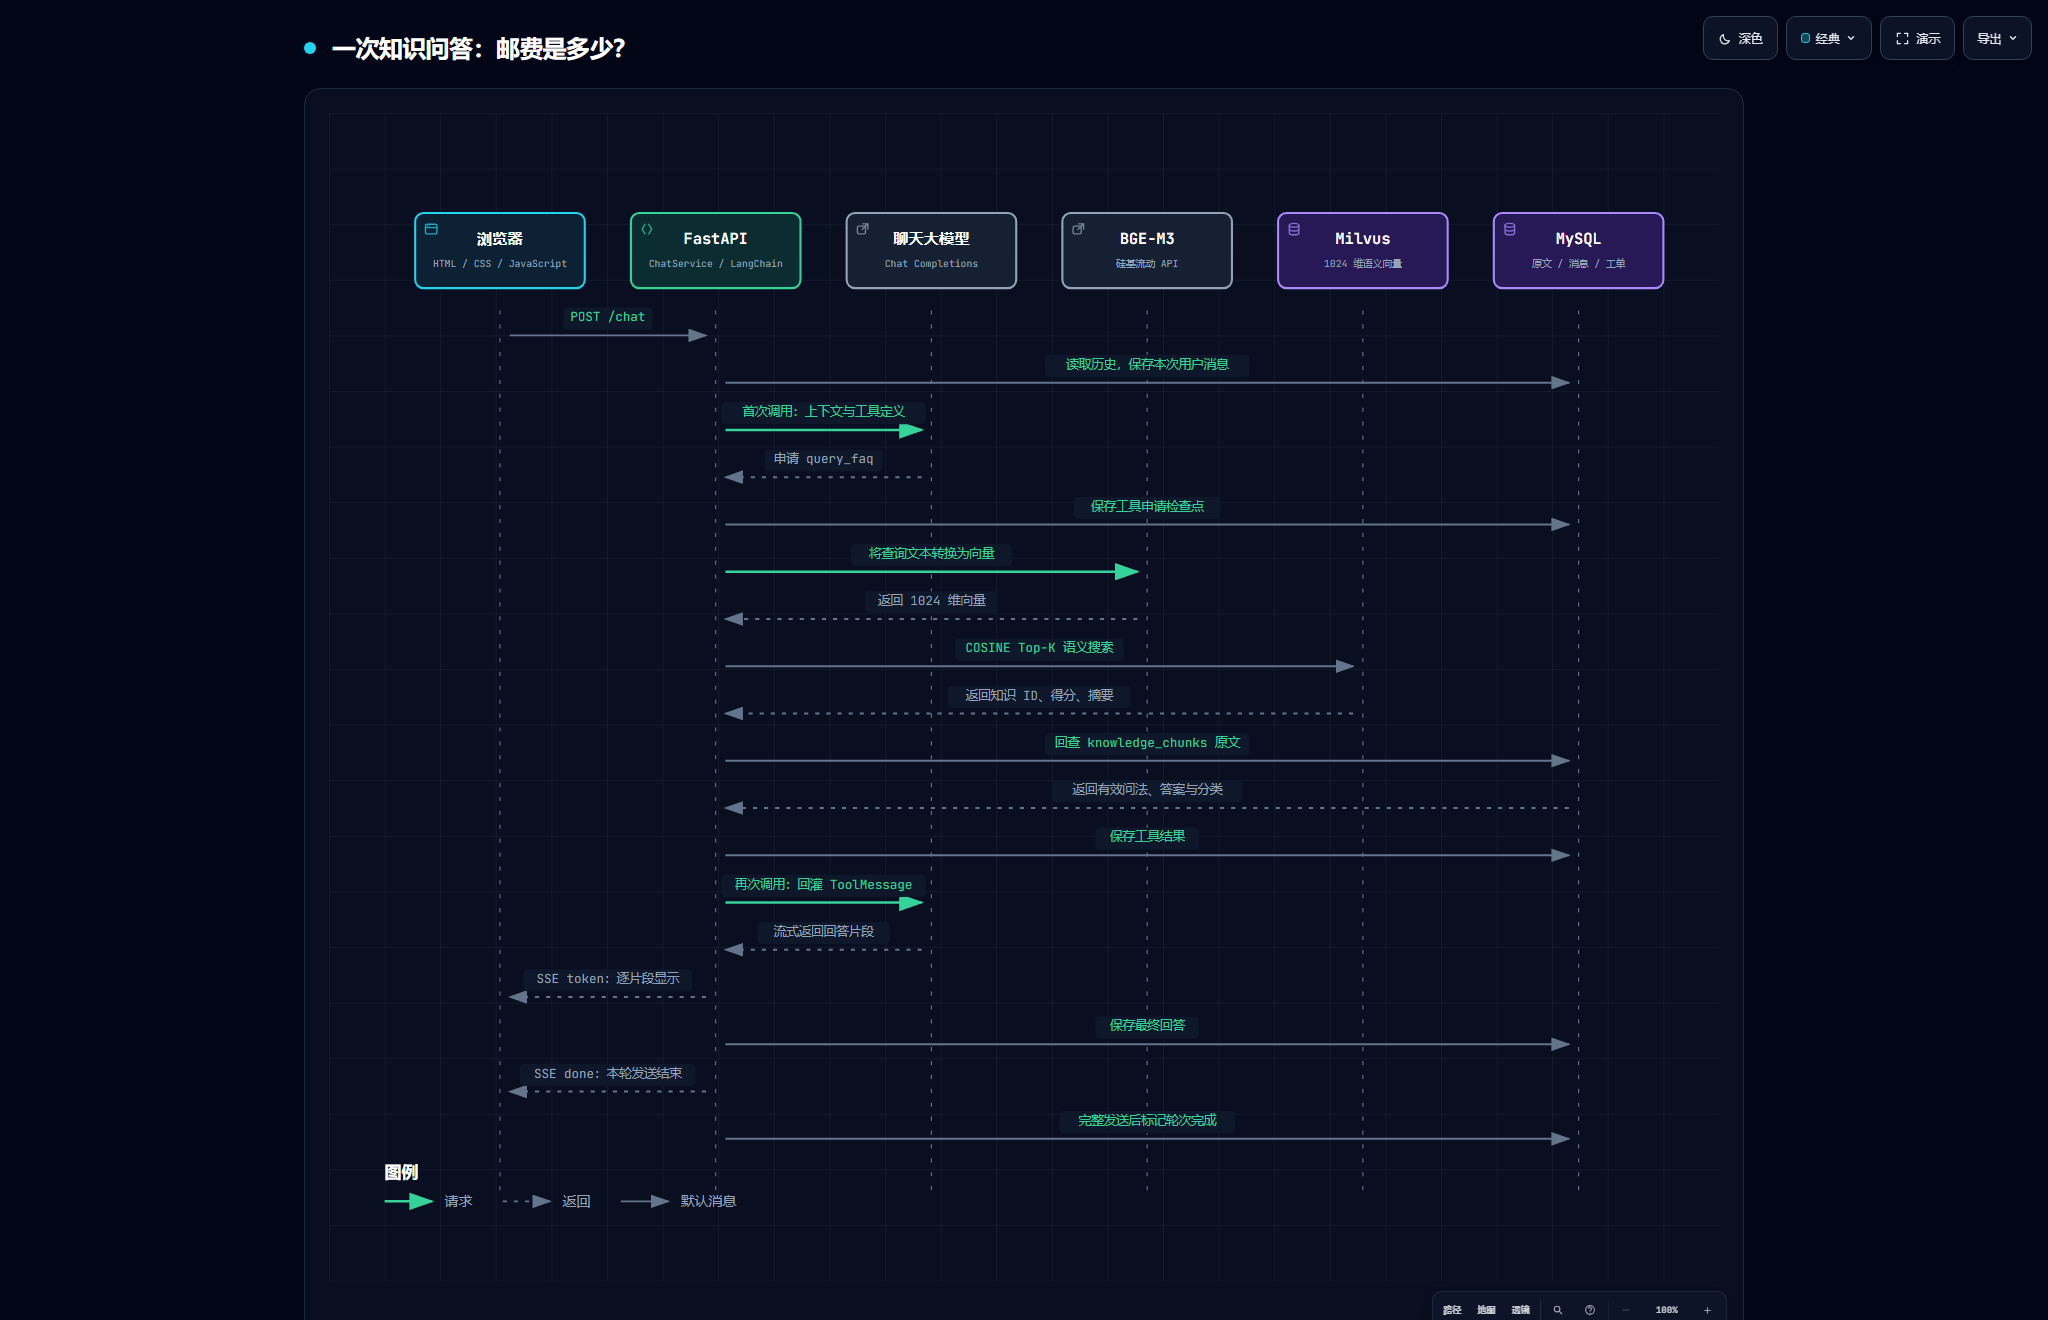 一次知识问答：邮费是多少？
深色
经典
演示
导出
浏览器
HTML / CSS / JavaScript
FastAPI
ChatService / LangChain
聊天大模型
Chat Completions
BGE-M3
硅基流动 API
Milvus
1024 维语义向量
MySQL
原文 / 消息 / 工单
POST /chat
读取历史，保存本次用户消息
首次调用：上下文与工具定义
申请 query_faq
保存工具申请检查点
将查询文本转换为向量
返回 1024 维向量
COSINE Top-K 语义搜索
返回知识 ID、得分、摘要
回查 knowledge_chunks 原文
返回有效问法、答案与分类
保存工具结果
再次调用：回灌 ToolMessage
流式返回回答片段
SSE token：逐片段显示
保存最终回答
SSE done：本轮发送结束
完整发送后标记轮次完成
图例
请求
返回
默认消息
路径
地图
透镜
100%